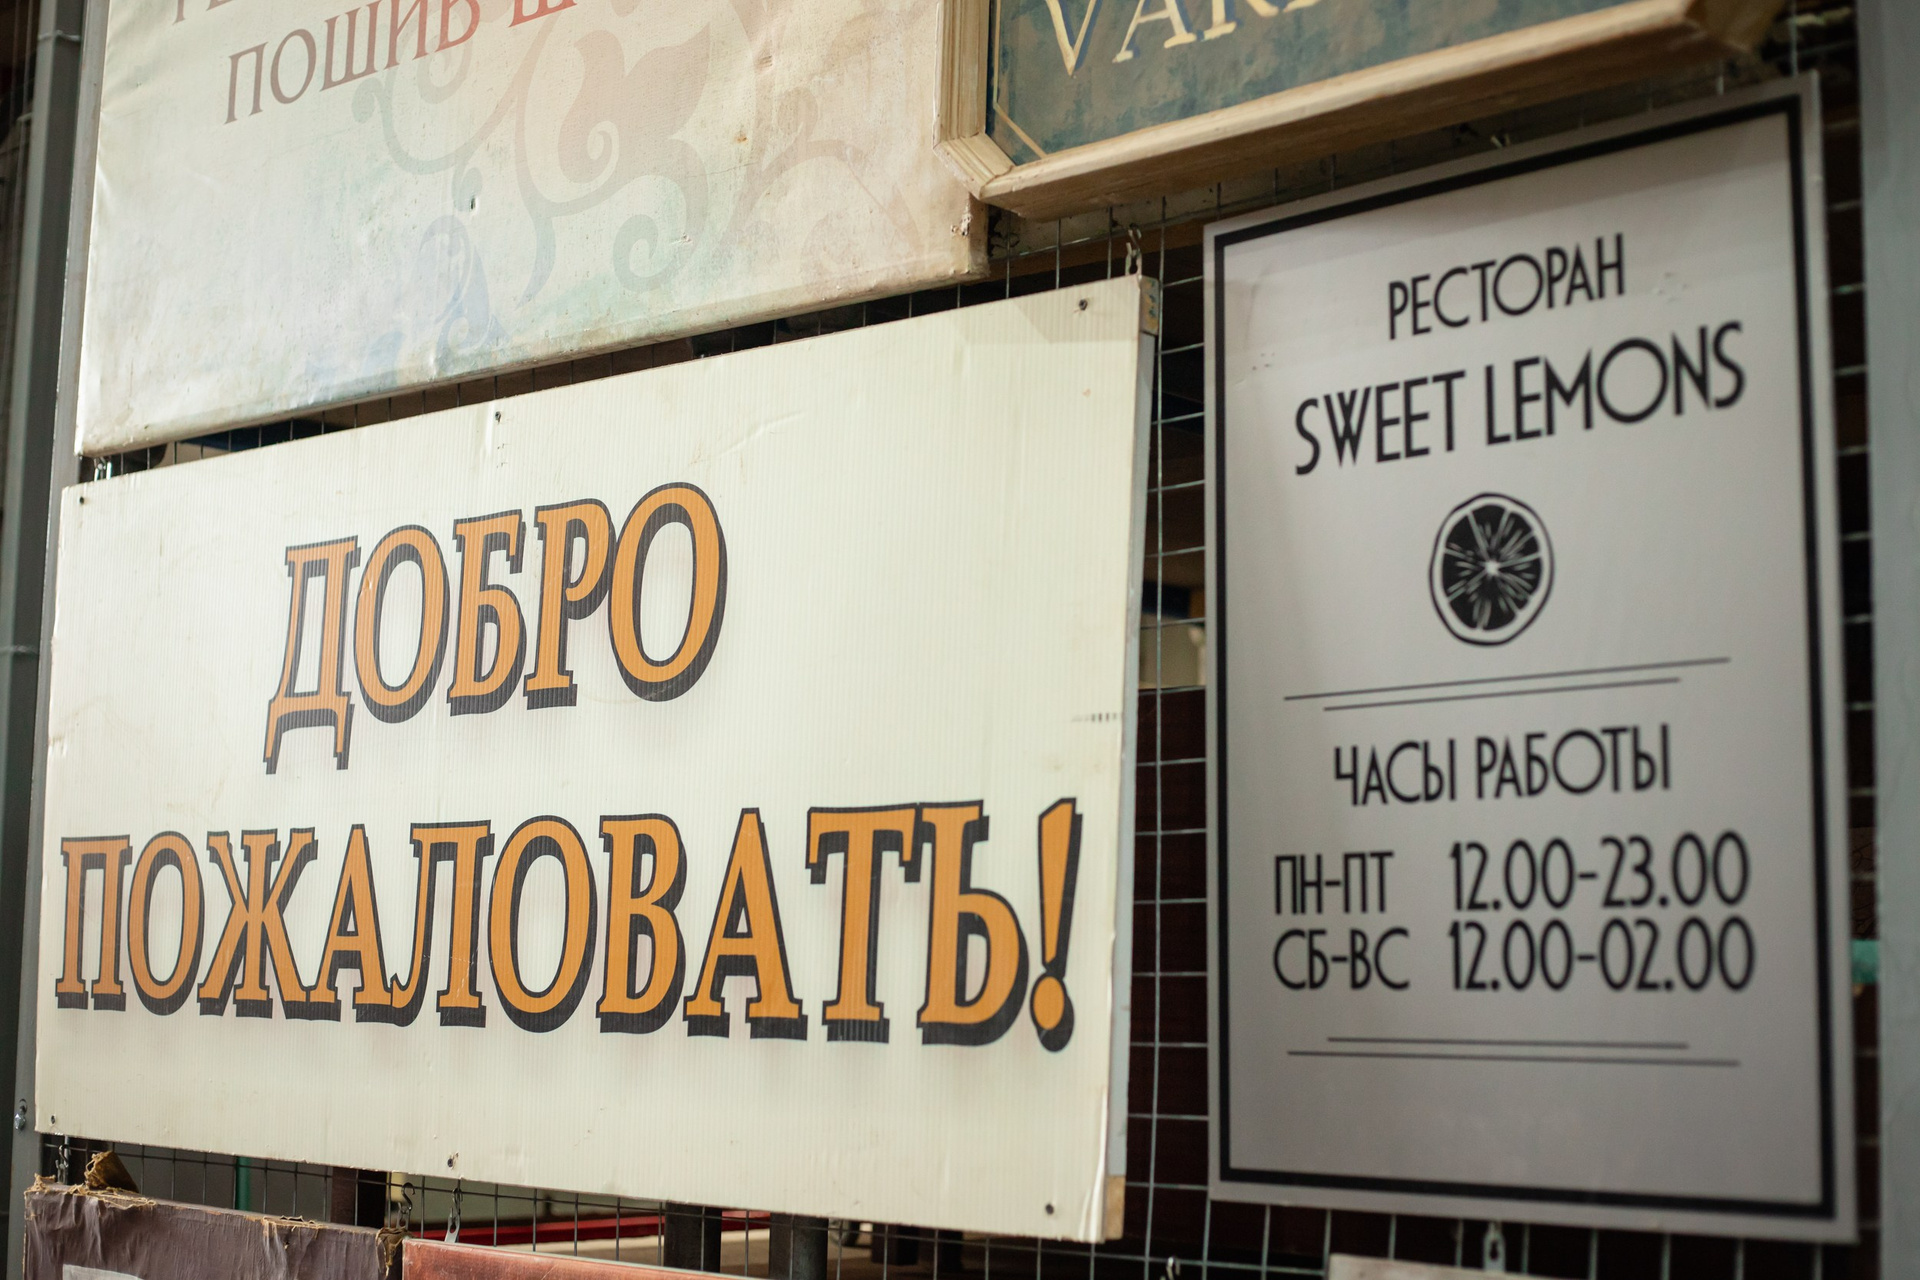 ПОШИВ
ДОБРО
ПОЖАЛОВАТЬ!
РЕСТОРАН
SWEET LEMONS
ЧАСЫ РАБОТЫ
ПН-ПТ 12.00-23.00
СБ-ВС 12.00-02.00